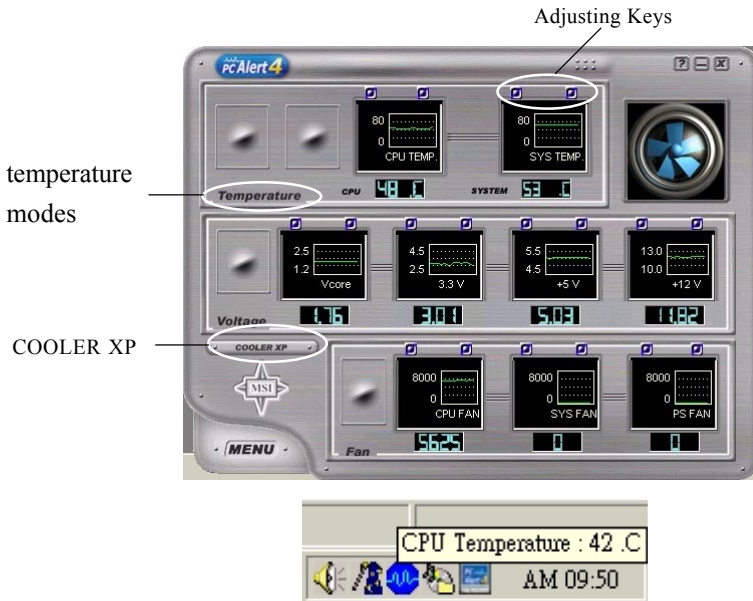 Adjusting Keys
PC Alert 4
? — X
80
0
CPU TEMP.
80
0
SYS TEMP.
temperature
modes
Temperature
CPU 48 .C
SYSTEM 53 .C
2.5
1.2
Vcore
4.5
2.5
3.3 V
5.5
4.5
+5 V
13.0
10.0
+12 V
Voltage
1.76
3.01
5.03
11.82
COOLER XP
COOLER XP
MSI
8000
0
CPU FAN
8000
0
SYS FAN
8000
0
PS FAN
MENU
Fan
5625
0
0
CPU Temperature : 42 .C
AM 09:50